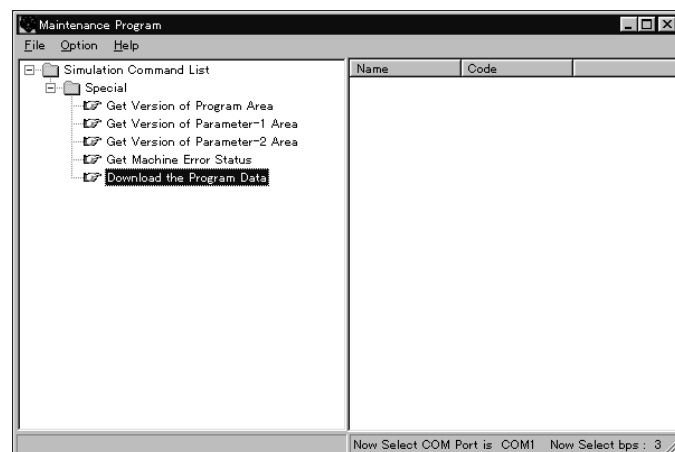 Maintenance Program
File Option Help
Simulation Command List
Special
Get Version of Program Area
Get Version of Parameter-1 Area
Get Version of Parameter-2 Area
Get Machine Error Status
Download the Program Data
Name Code
Now Select COM Port is COM1 Now Select bps : 3